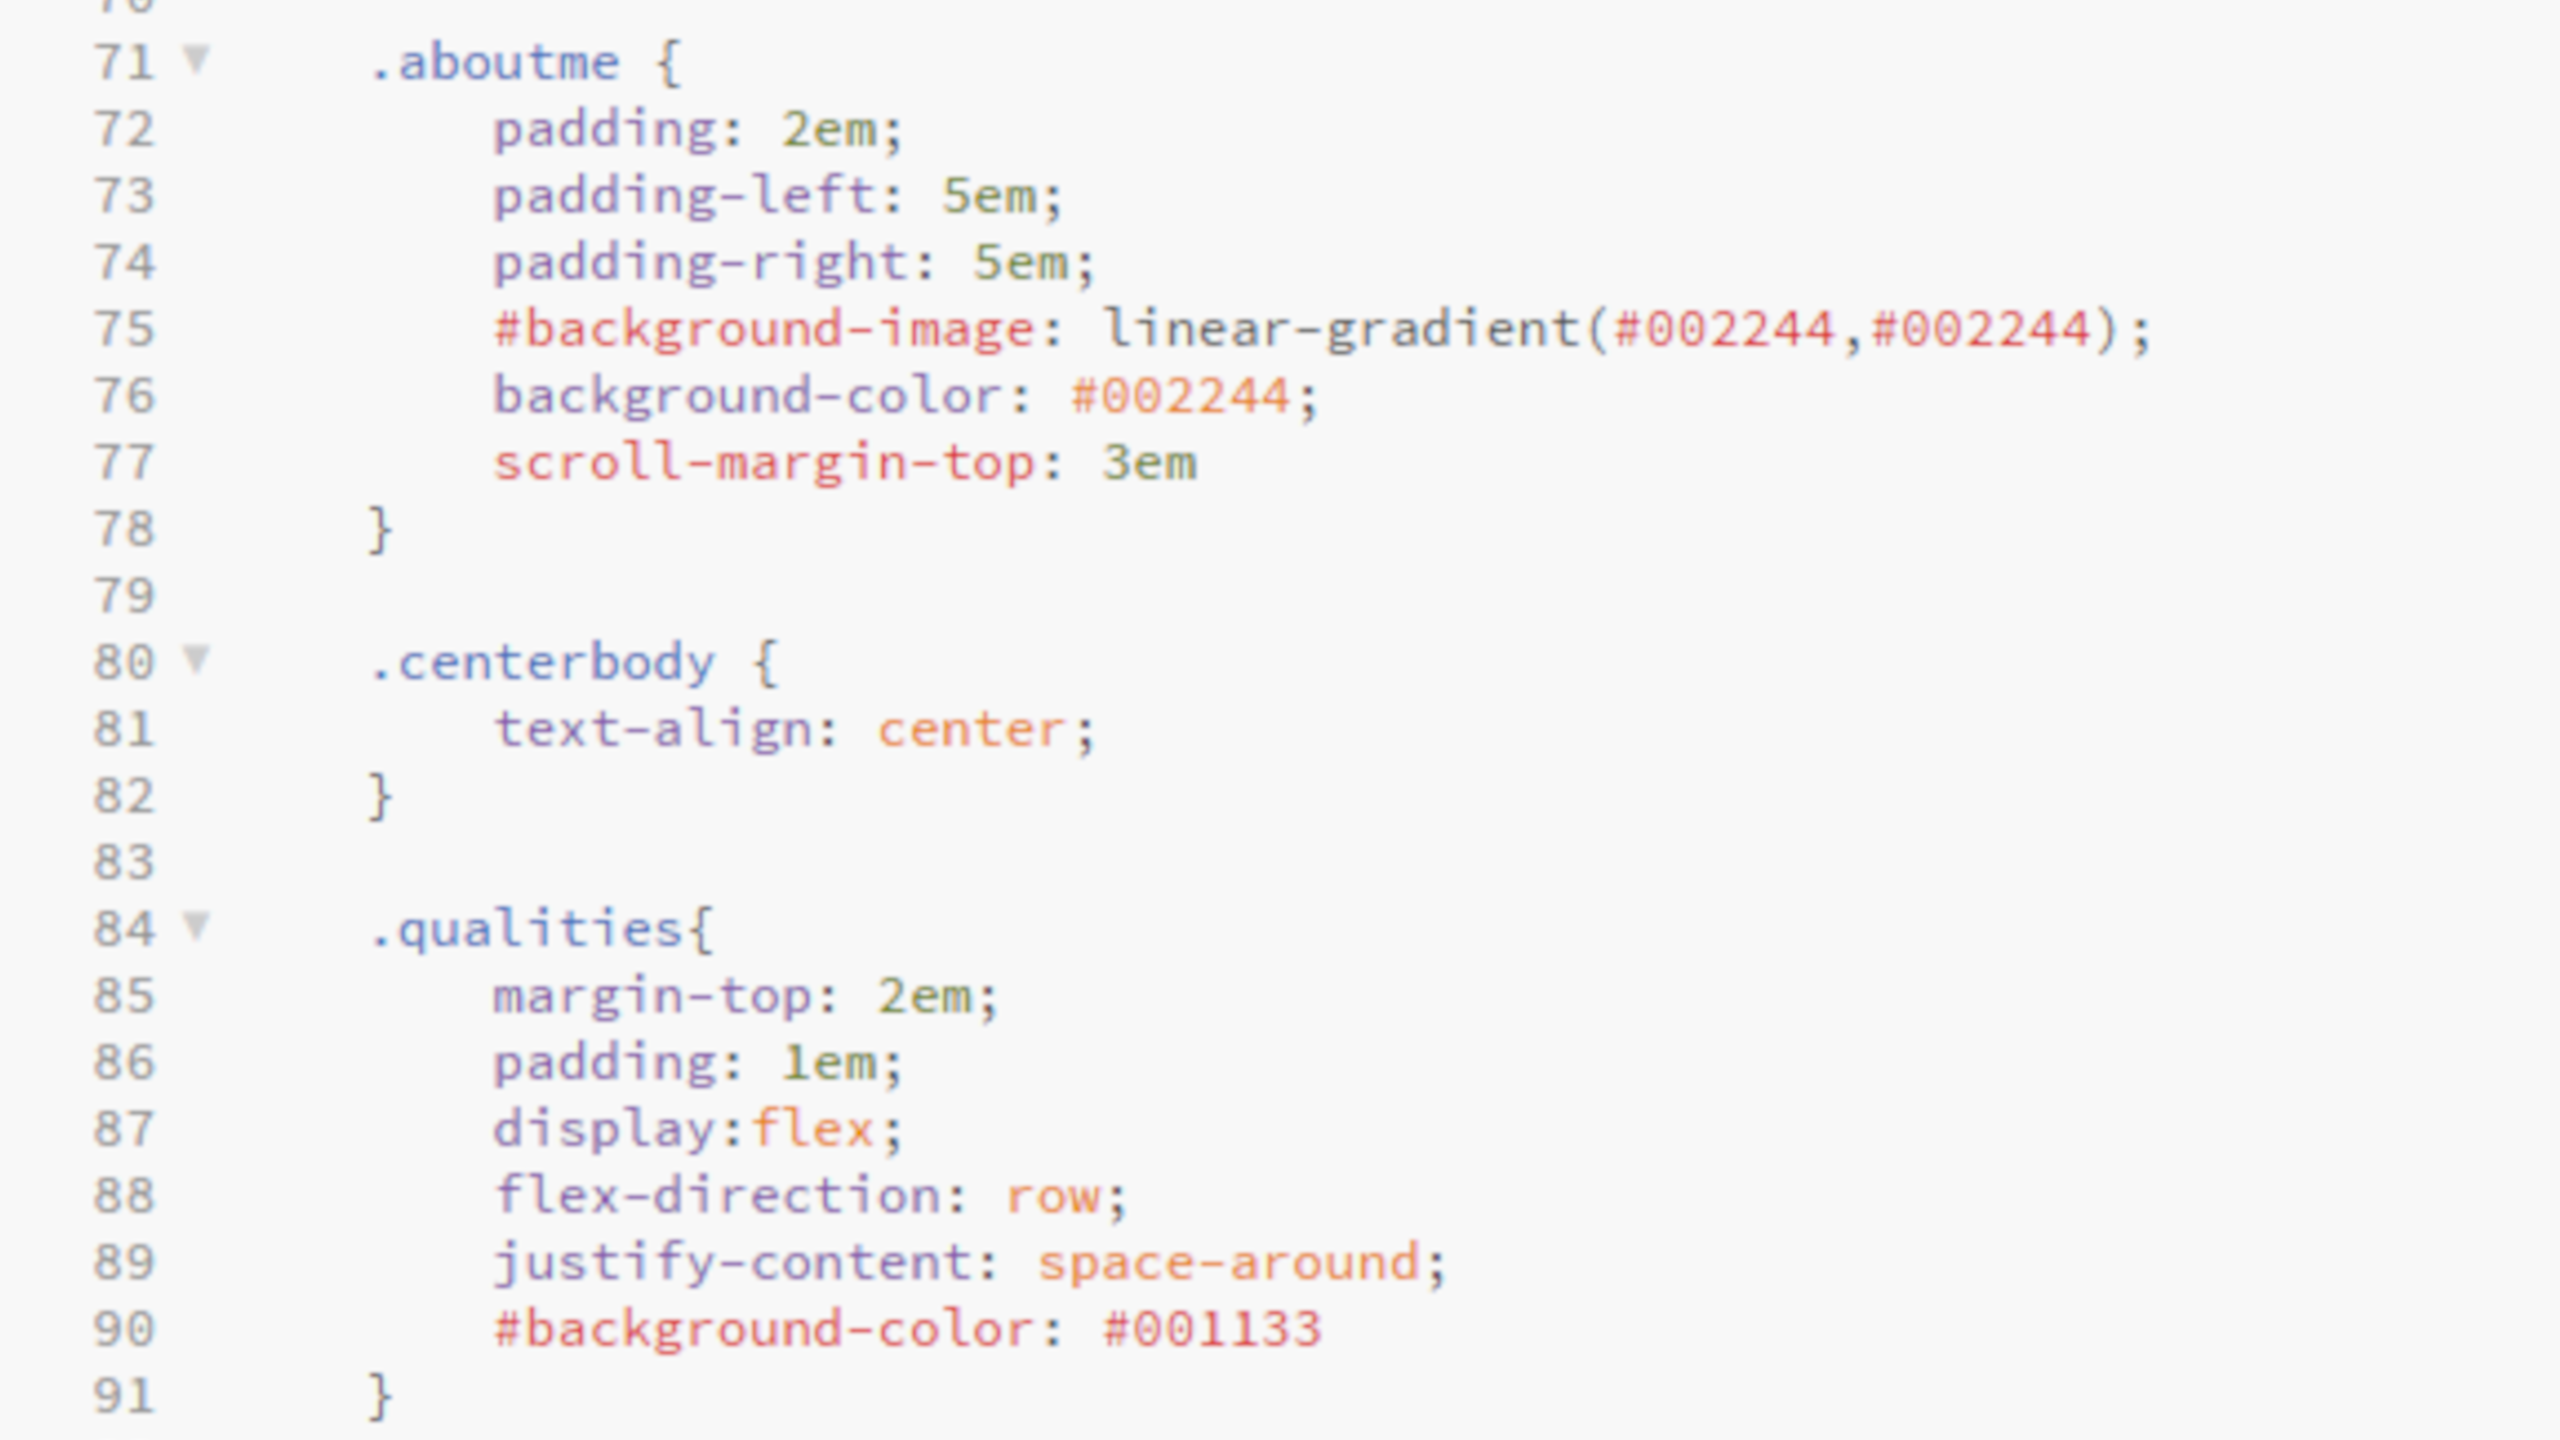 71 ▼ .aboutme {
72 padding: 2em;
73 padding-left: 5em;
74 padding-right: 5em;
75 #background-image: linear-gradient(#002244,#002244);
76 background-color: #002244;
77 scroll-margin-top: 3em
78 }
79
80 ▼ .centerbody {
81 text-align: center;
82 }
83
84 ▼ .qualities{
85 margin-top: 2em;
86 padding: 1em;
87 display:flex;
88 flex-direction: row;
89 justify-content: space-around;
90 #background-color: #001133
91 }